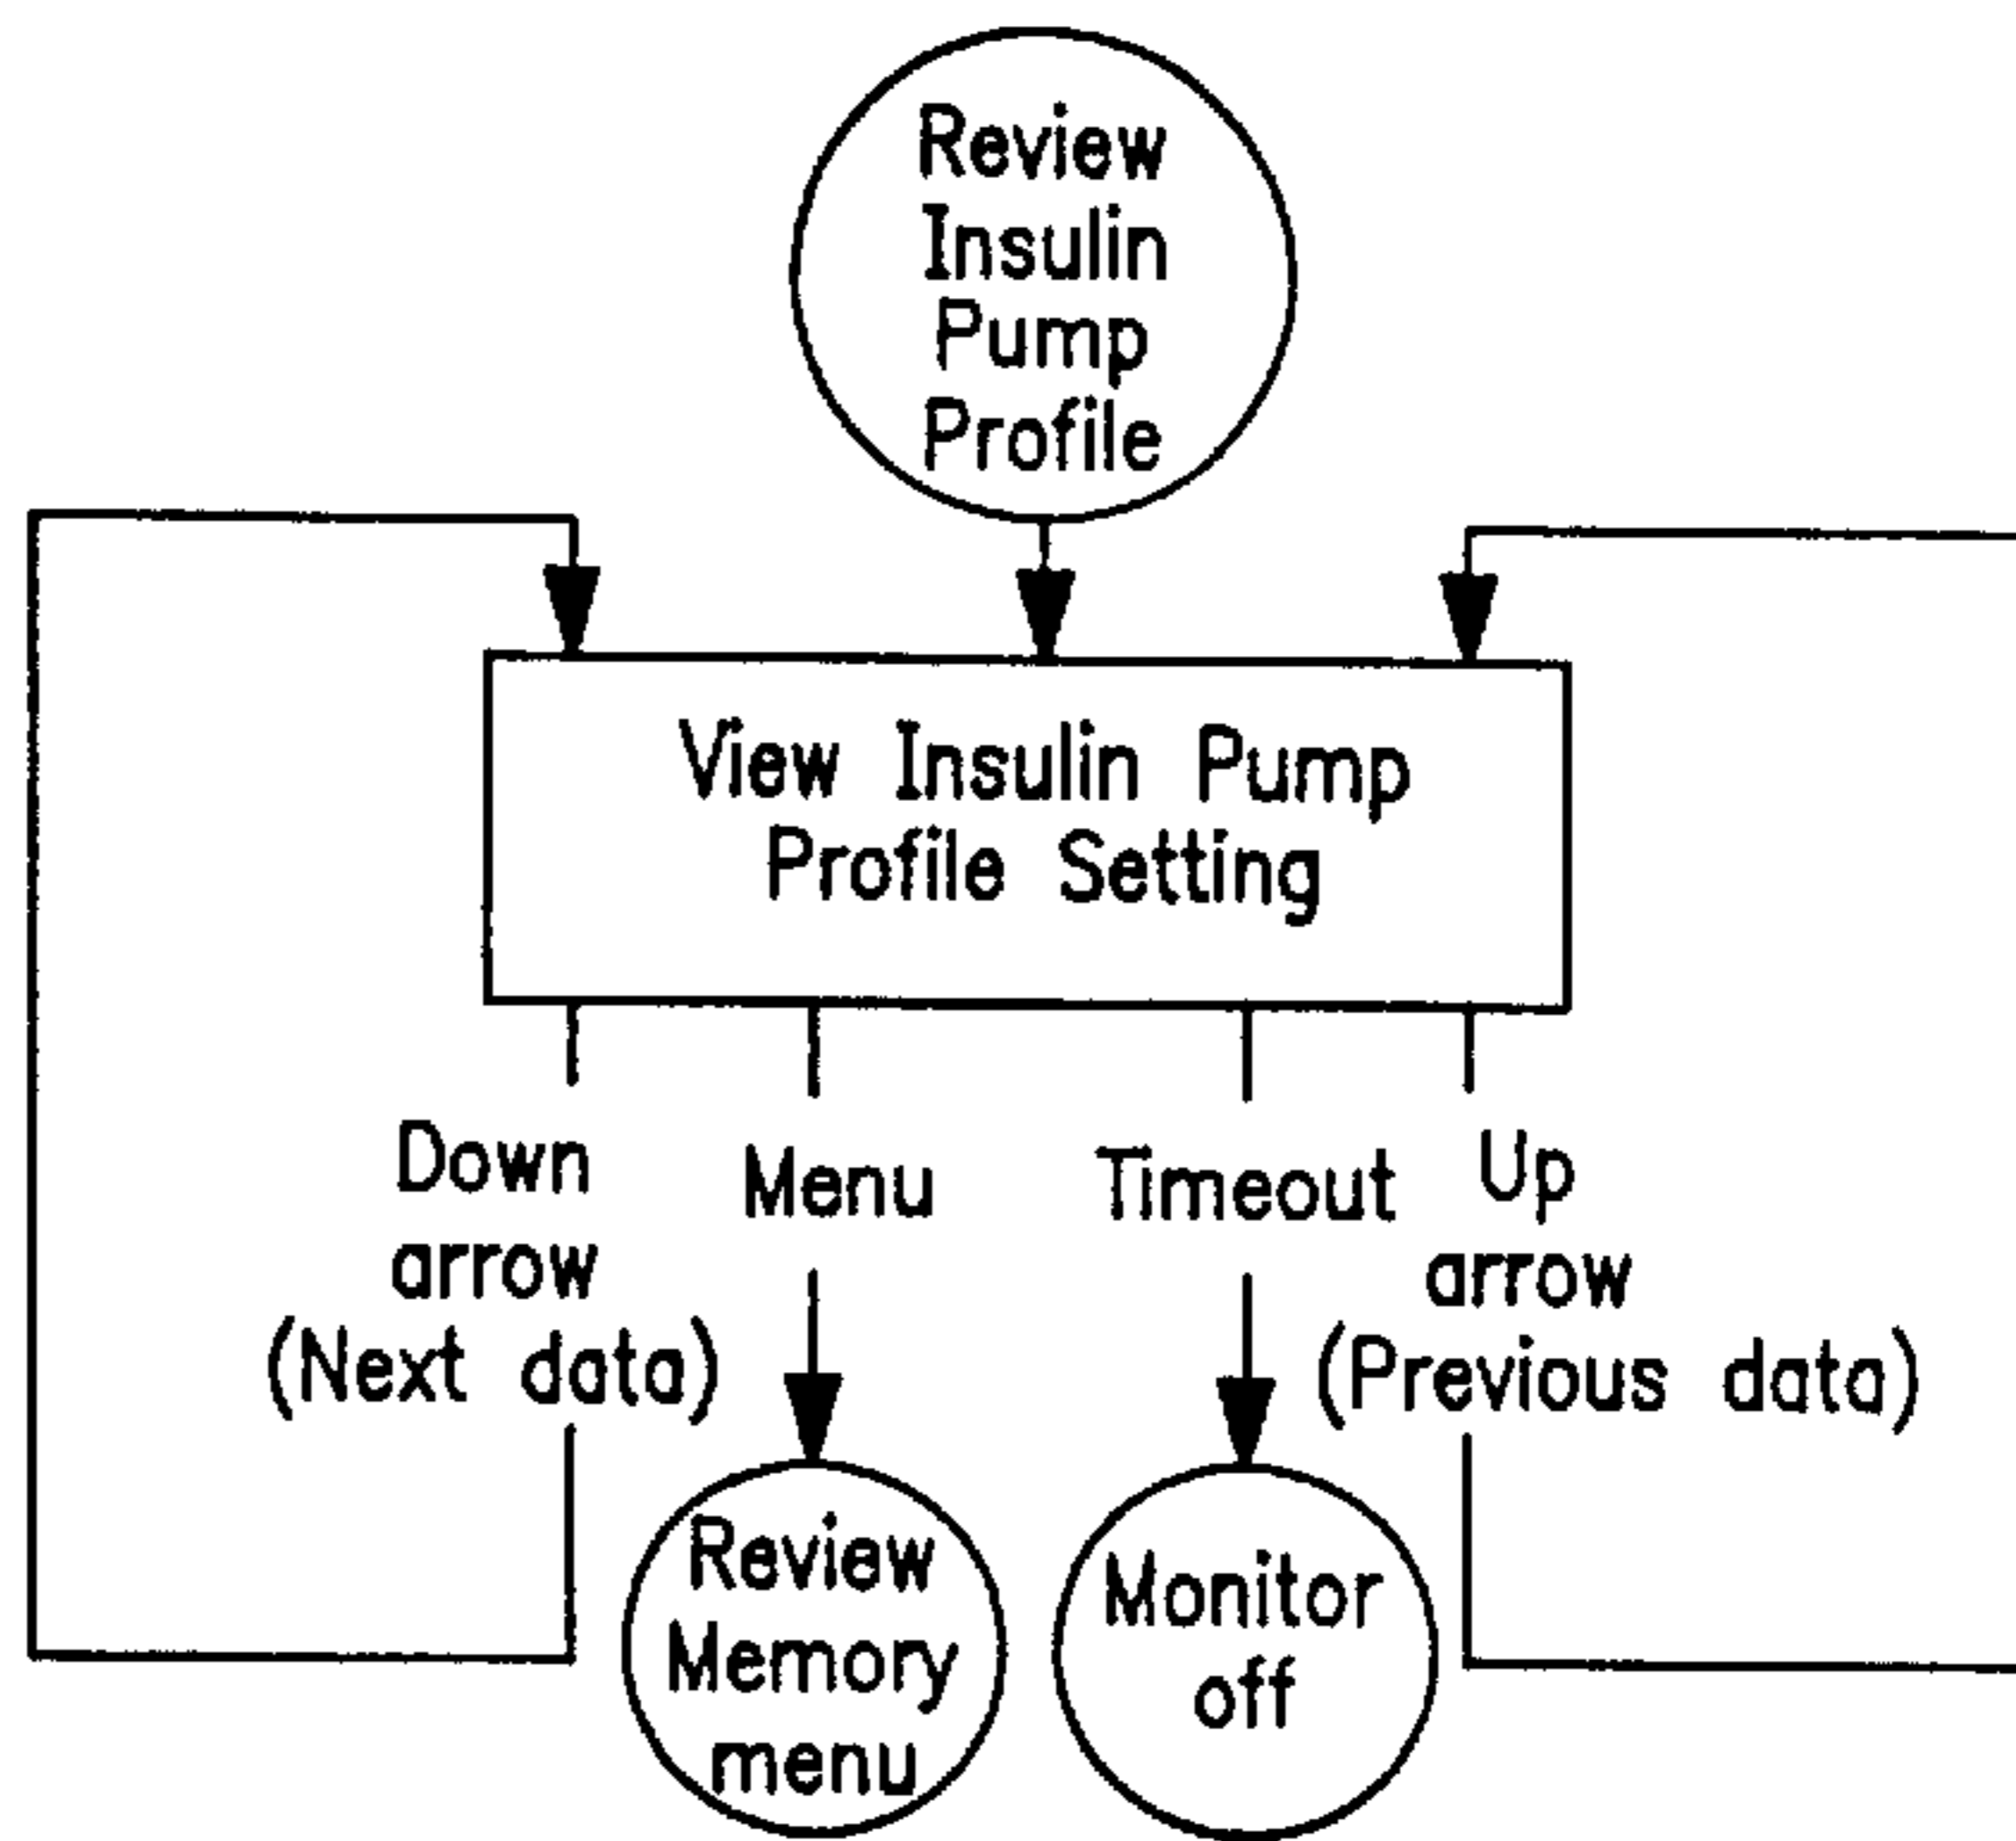 Review
Insulin
Pump
Profile
View Insulin Pump
Profile Setting
Down
arrow
(Next data)
Menu
Timeout
Up
arrow
(Previous data)
Review
Memory
menu
Monitor
off